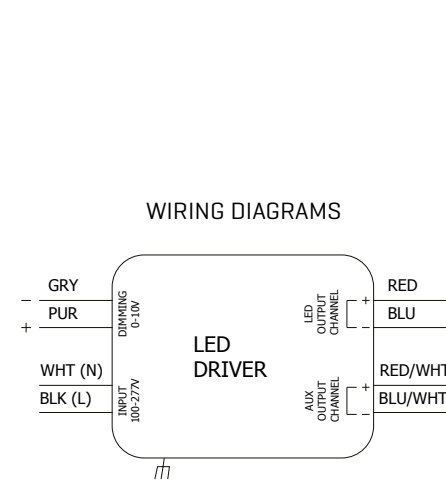 WIRING DIAGRAMS
– GRY
+ PUR
DIMMING
0-10V
WHT (N)
BLK (L)
INPUT
100-277V
LED
DRIVER
LED
OUTPUT
CHANNEL
+ RED
– BLU
AUX
OUTPUT
CHANNEL
+ RED/WHT
– BLU/WHT